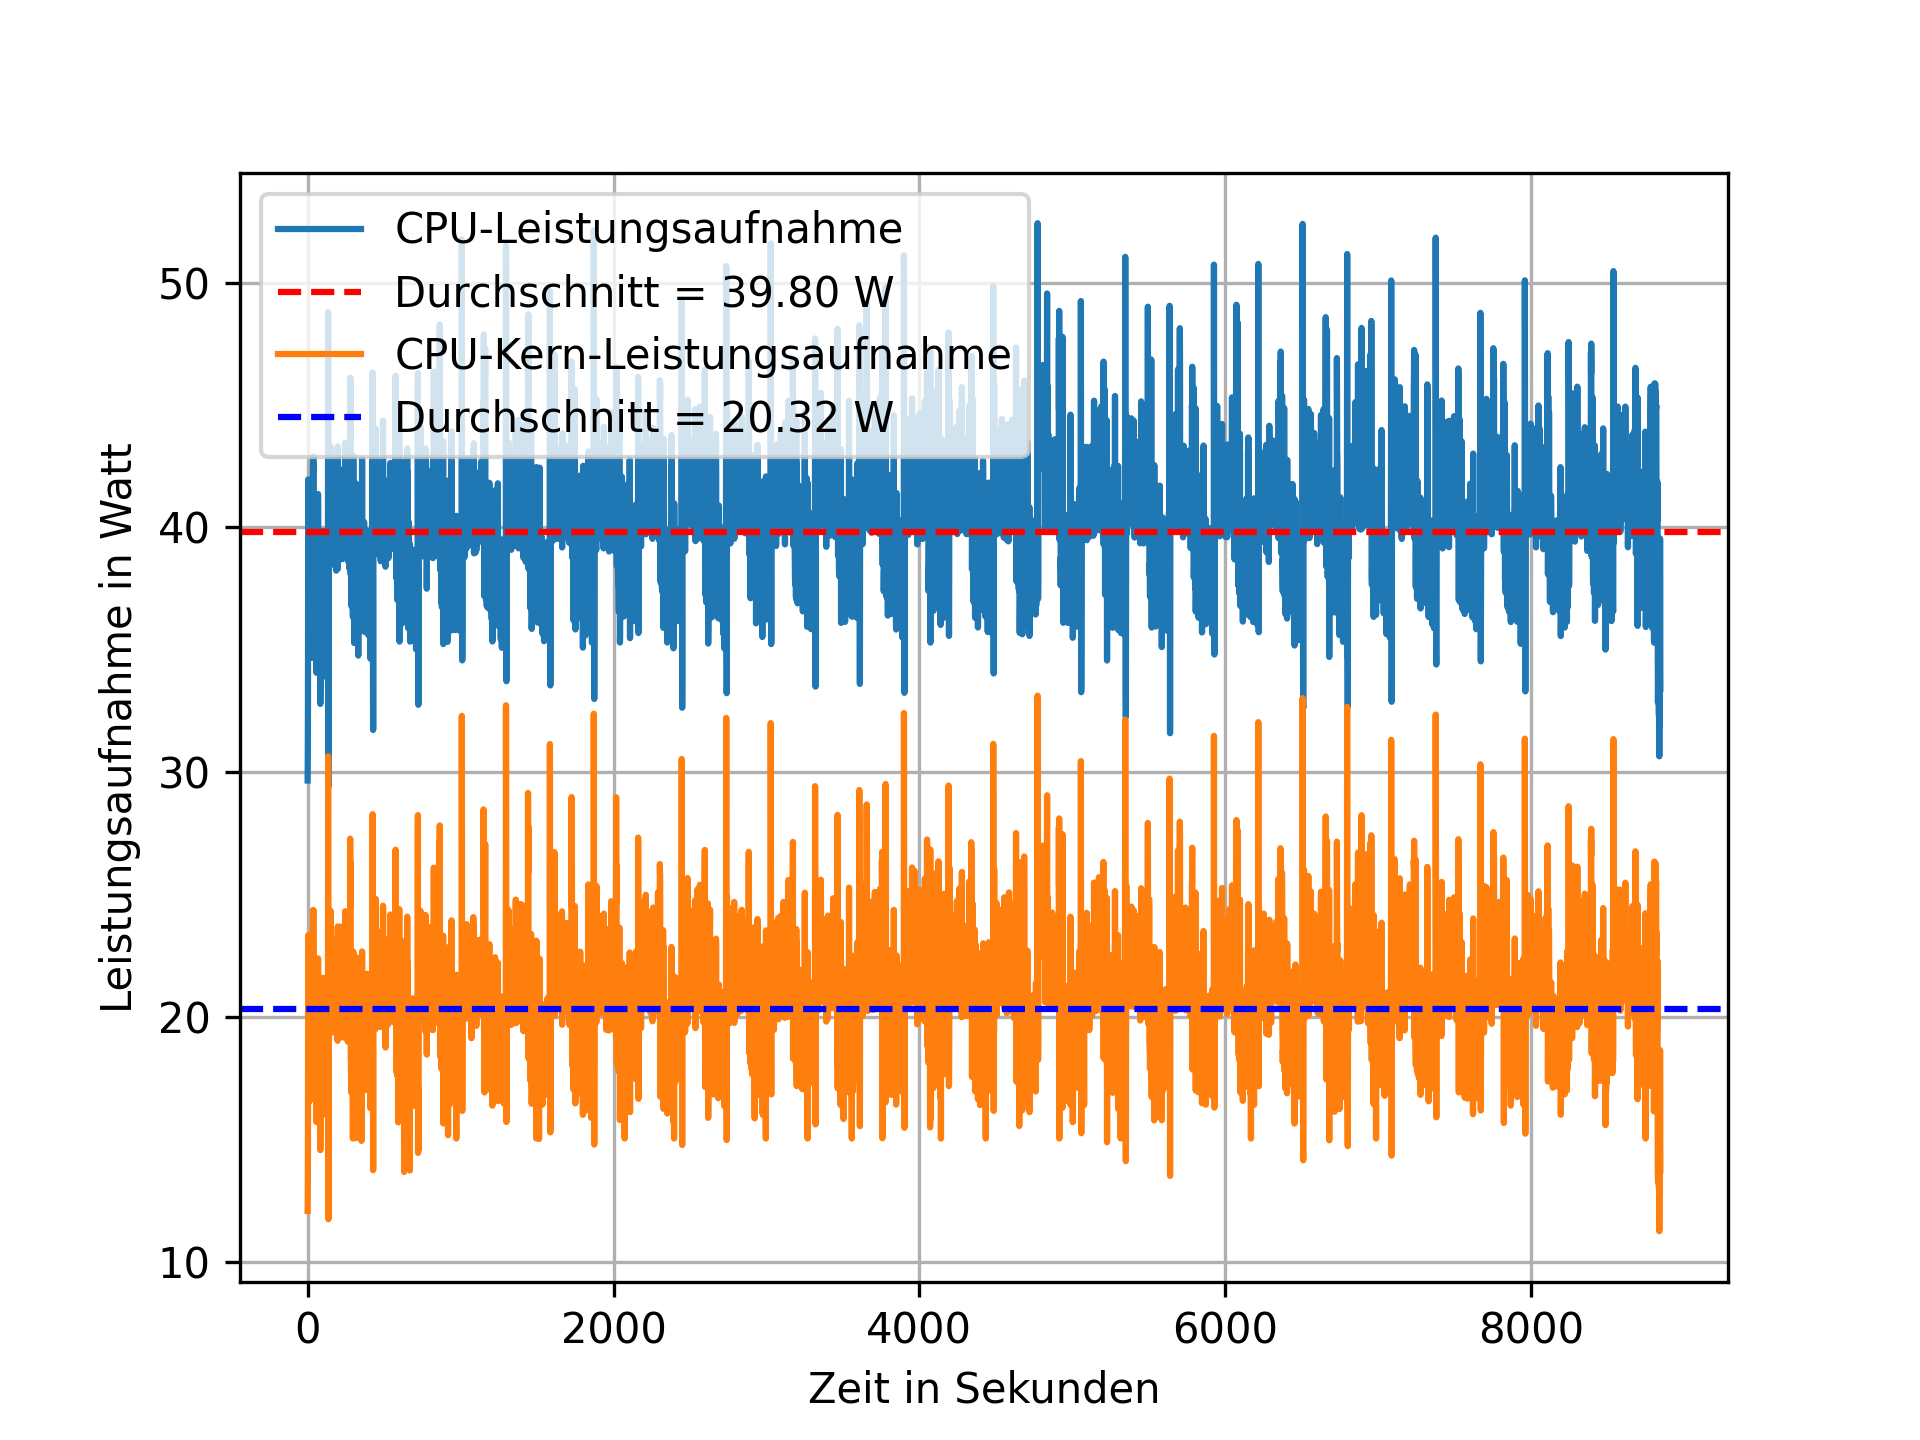 CPU-Leistungsaufnahme
Durchschnitt = 39.80 W
CPU-Kern-Leistungsaufnahme
Durchschnitt = 20.32 W
Leistungsaufnahme in Watt
50
40
30
20
10
0 2000 4000 6000 8000
Zeit in Sekunden